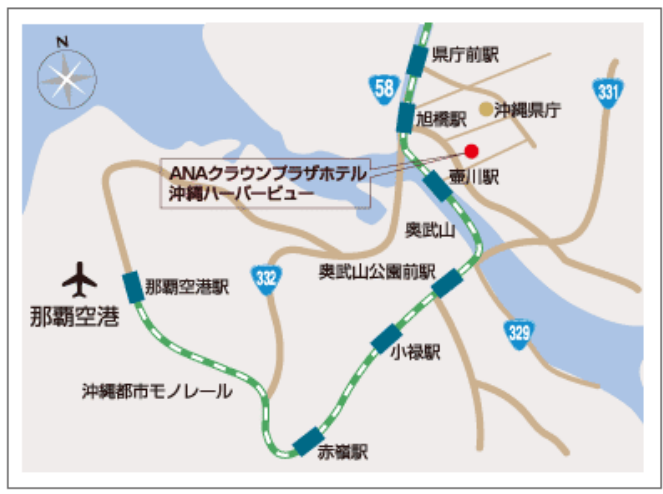 N
県庁前駅
58
331
沖縄県庁
旭橋駅
ANAクラウンプラザホテル
沖縄ハーバービュー
壷川駅
奥武山
奥武山公園前駅
332
那覇空港駅
那覇空港
329
小禄駅
沖縄都市モノレール
赤嶺駅